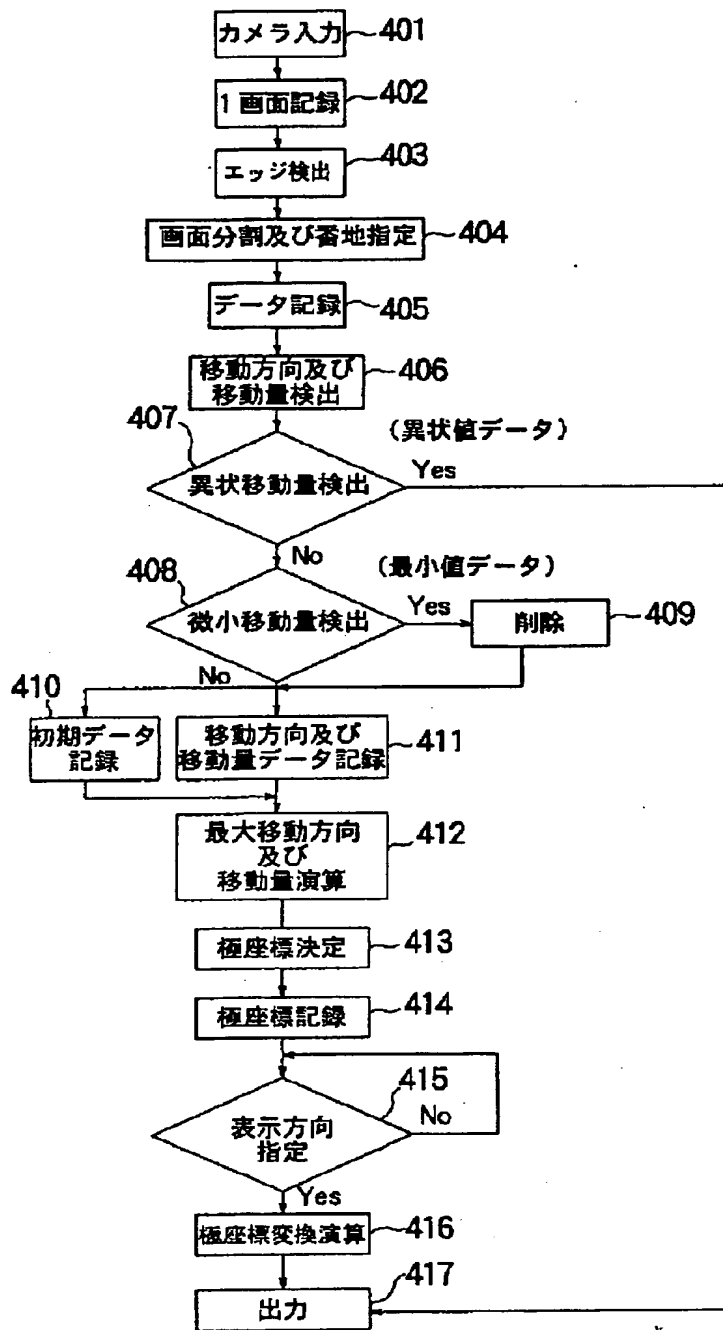 カメラ入力
401
1画面記録
402
エッジ検出
403
画面分割及び番地指定
404
データ記録
405
移動方向及び
移動量検出
406
407
(異状値データ)
異状移動量検出
Yes
No
408
(最小値データ)
微小移動量検出
Yes
削除
409
No
410
初期データ
記録
移動方向及び
移動量データ記録
411
最大移動方向
及び
移動量演算
412
極座標決定
413
極座標記録
414
415
表示方向
指定
No
Yes
極座標変換演算
416
出力
417